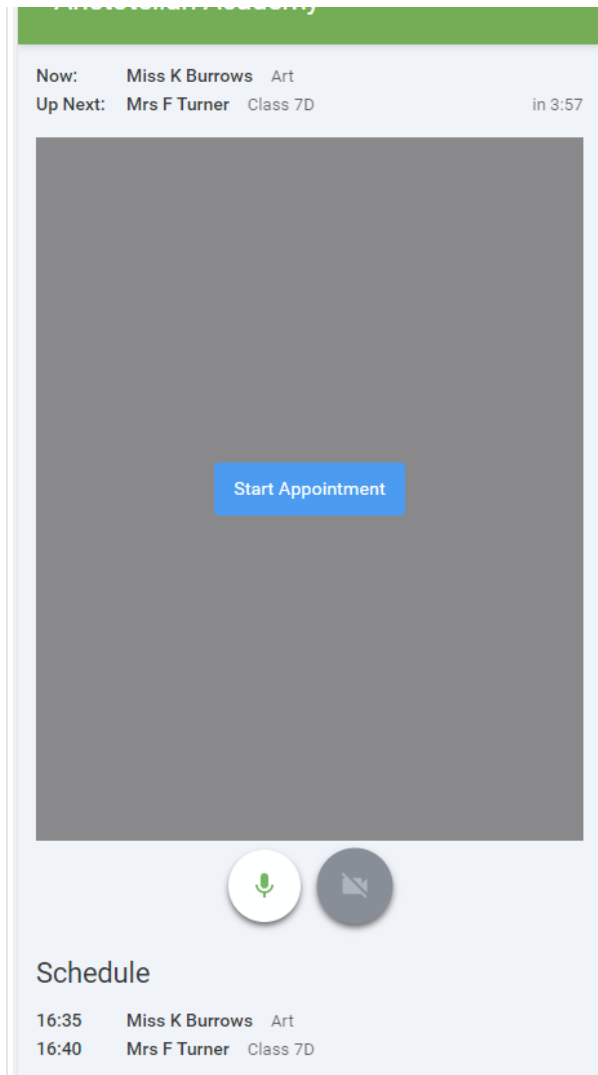 Now: Miss K Burrows Art
Up Next: Mrs F Turner Class 7D in 3:57
Start Appointment
Schedule
16:35 Miss K Burrows Art
16:40 Mrs F Turner Class 7D